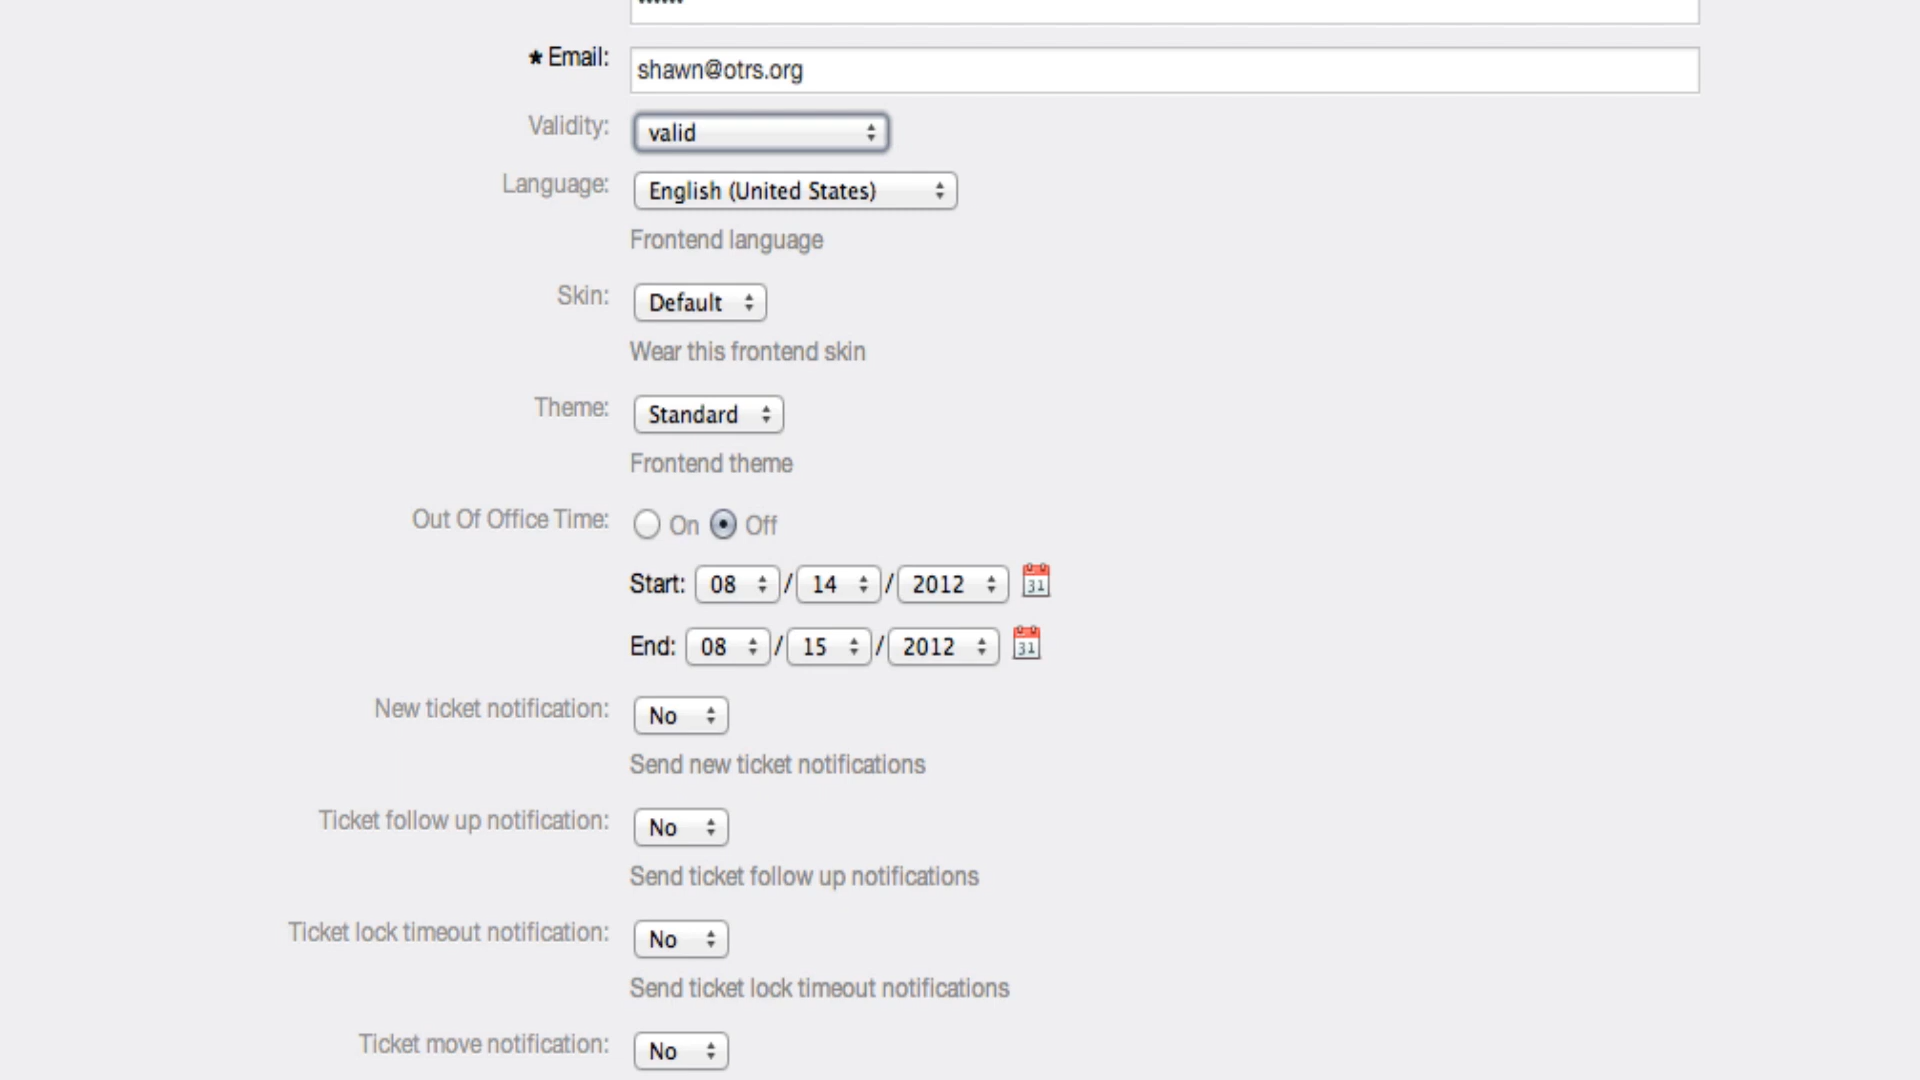 * Email: shawn@otrs.org
Validity: valid
Language: English (United States)
Frontend language
Skin: Default
Wear this frontend skin
Theme: Standard
Frontend theme
Out Of Office Time: On Off
Start: 08 / 14 / 2012 31
End: 08 / 15 / 2012 31
New ticket notification: No
Send new ticket notifications
Ticket follow up notification: No
Send ticket follow up notifications
Ticket lock timeout notification: No
Send ticket lock timeout notifications
Ticket move notification: No